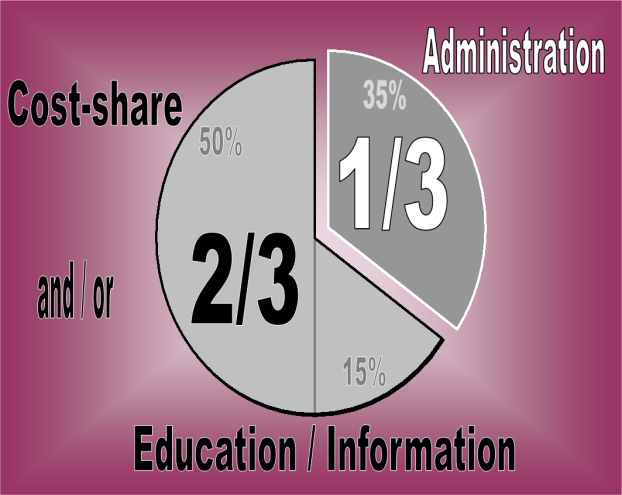 Administration
Cost-share
35%
50%
1/3
2/3
and / or
15%
Education / Information